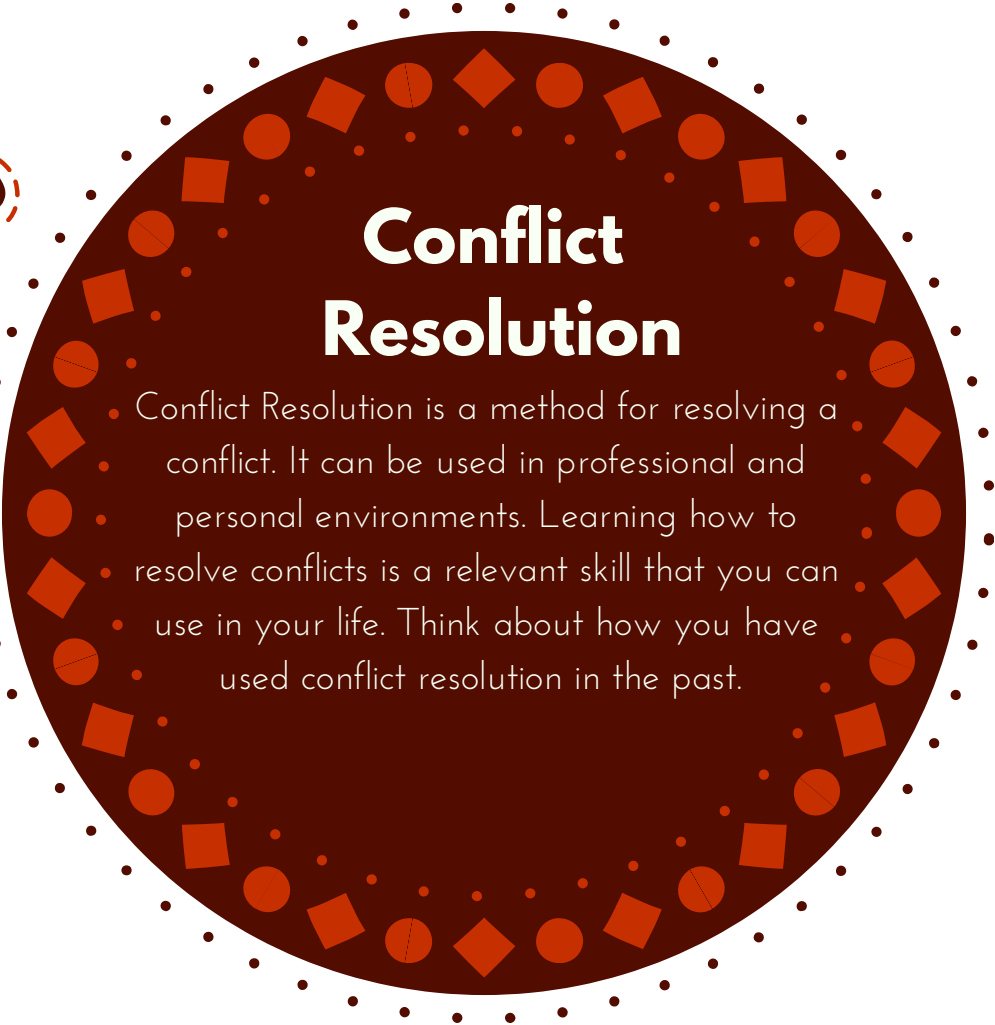 Conflict
Resolution
Conflict Resolution is a method for resolving a
conflict. It can be used in professional and
personal environments. Learning how to
resolve conflicts is a relevant skill that you can
use in your life. Think about how you have
used conflict resolution in the past.